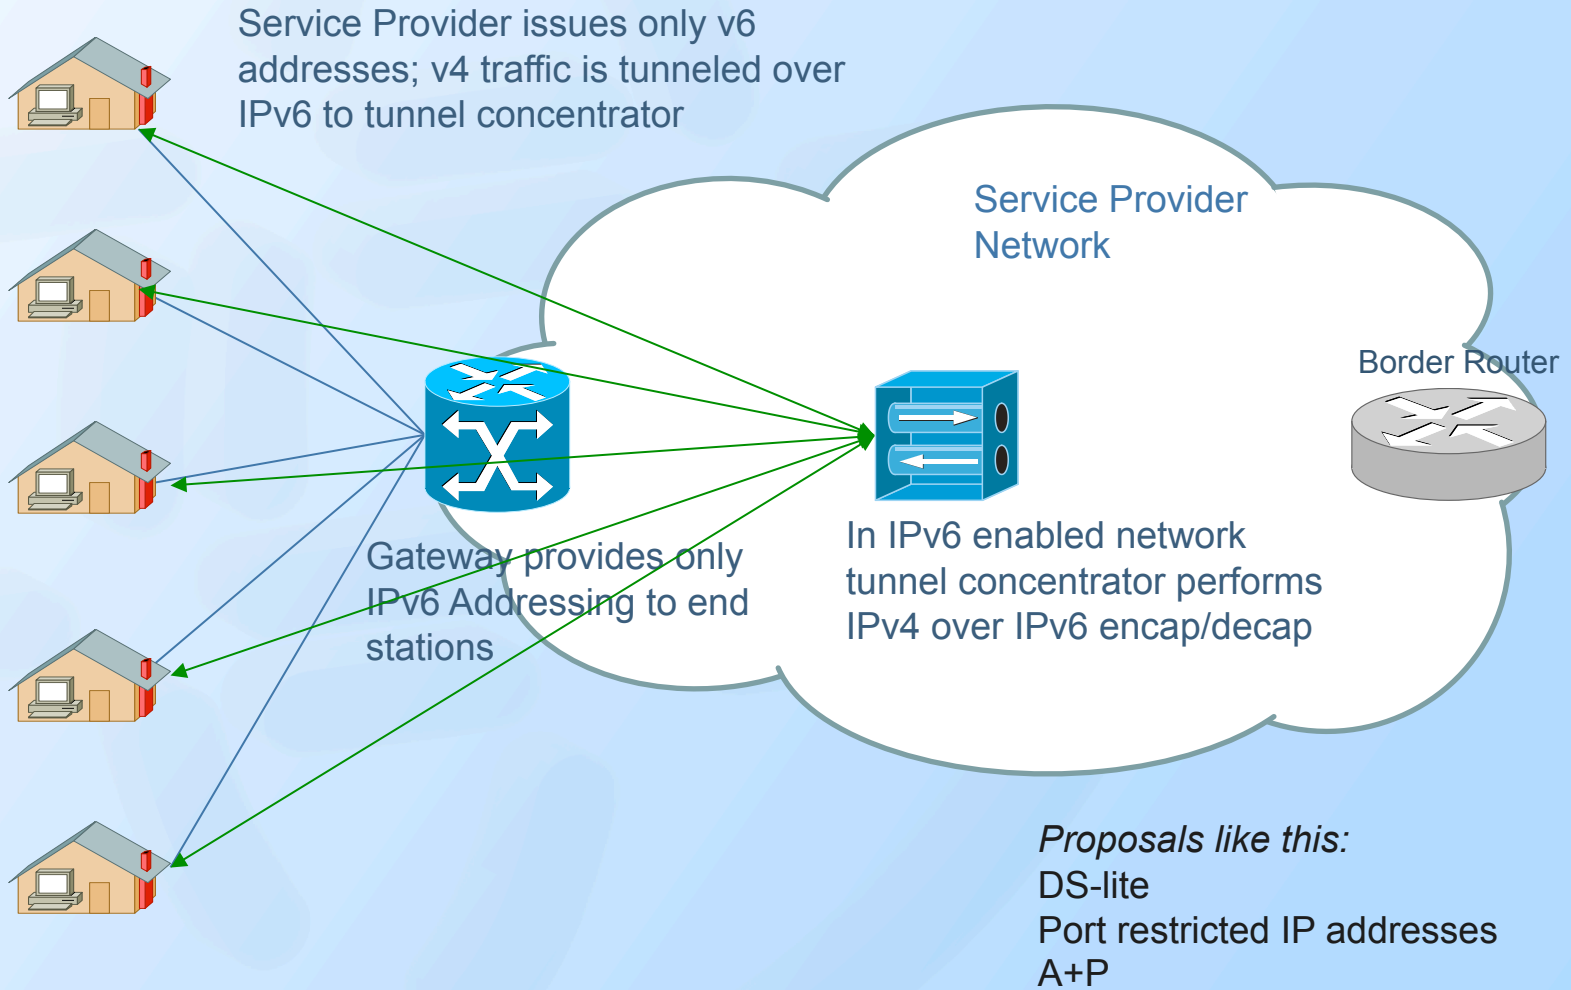 Service Provider issues only v6
addresses; v4 traffic is tunneled over
IPv6 to tunnel concentrator
Service Provider
Network
Border Router
Gateway provides only
IPv6 Addressing to end
stations
In IPv6 enabled network
tunnel concentrator performs
IPv4 over IPv6 encap/decap
Proposals like this:
DS-lite
Port restricted IP addresses
A+P